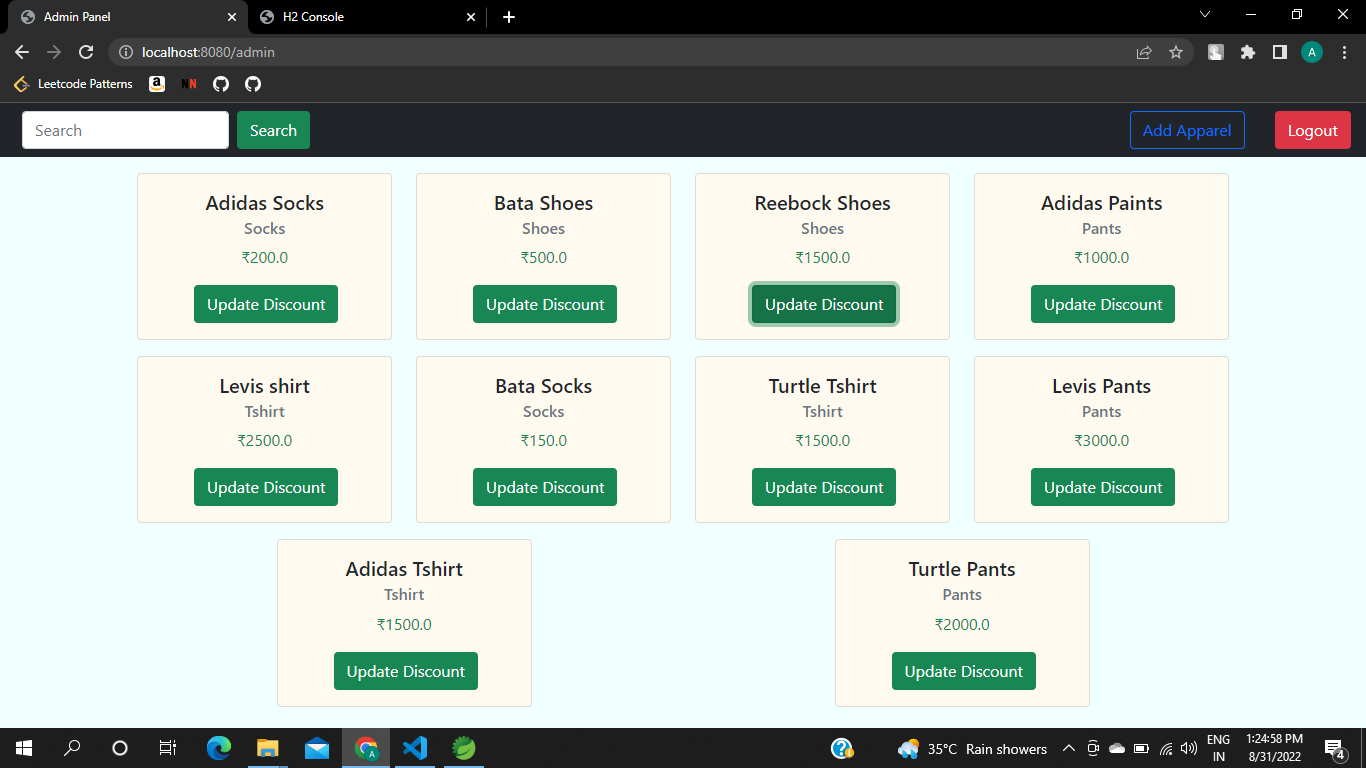 Admin Panel
H2 Console
localhost:8080/admin
A
Leetcode Patterns
a
NN
Search
Search
Add Apparel
Logout
Adidas Socks
Socks
₹200.0
Update Discount
Bata Shoes
Shoes
₹500.0
Update Discount
Reebock Shoes
Shoes
₹1500.0
Update Discount
Adidas Paints
Pants
₹1000.0
Update Discount
Levis shirt
Tshirt
₹2500.0
Update Discount
Bata Socks
Socks
₹150.0
Update Discount
Turtle Tshirt
Tshirt
₹1500.0
Update Discount
Levis Pants
Pants
₹3000.0
Update Discount
Adidas Tshirt
Tshirt
₹1500.0
Update Discount
Turtle Pants
Pants
₹2000.0
Update Discount
A
35°C Rain showers
ENG
IN
1:24:58 PM
8/31/2022
4